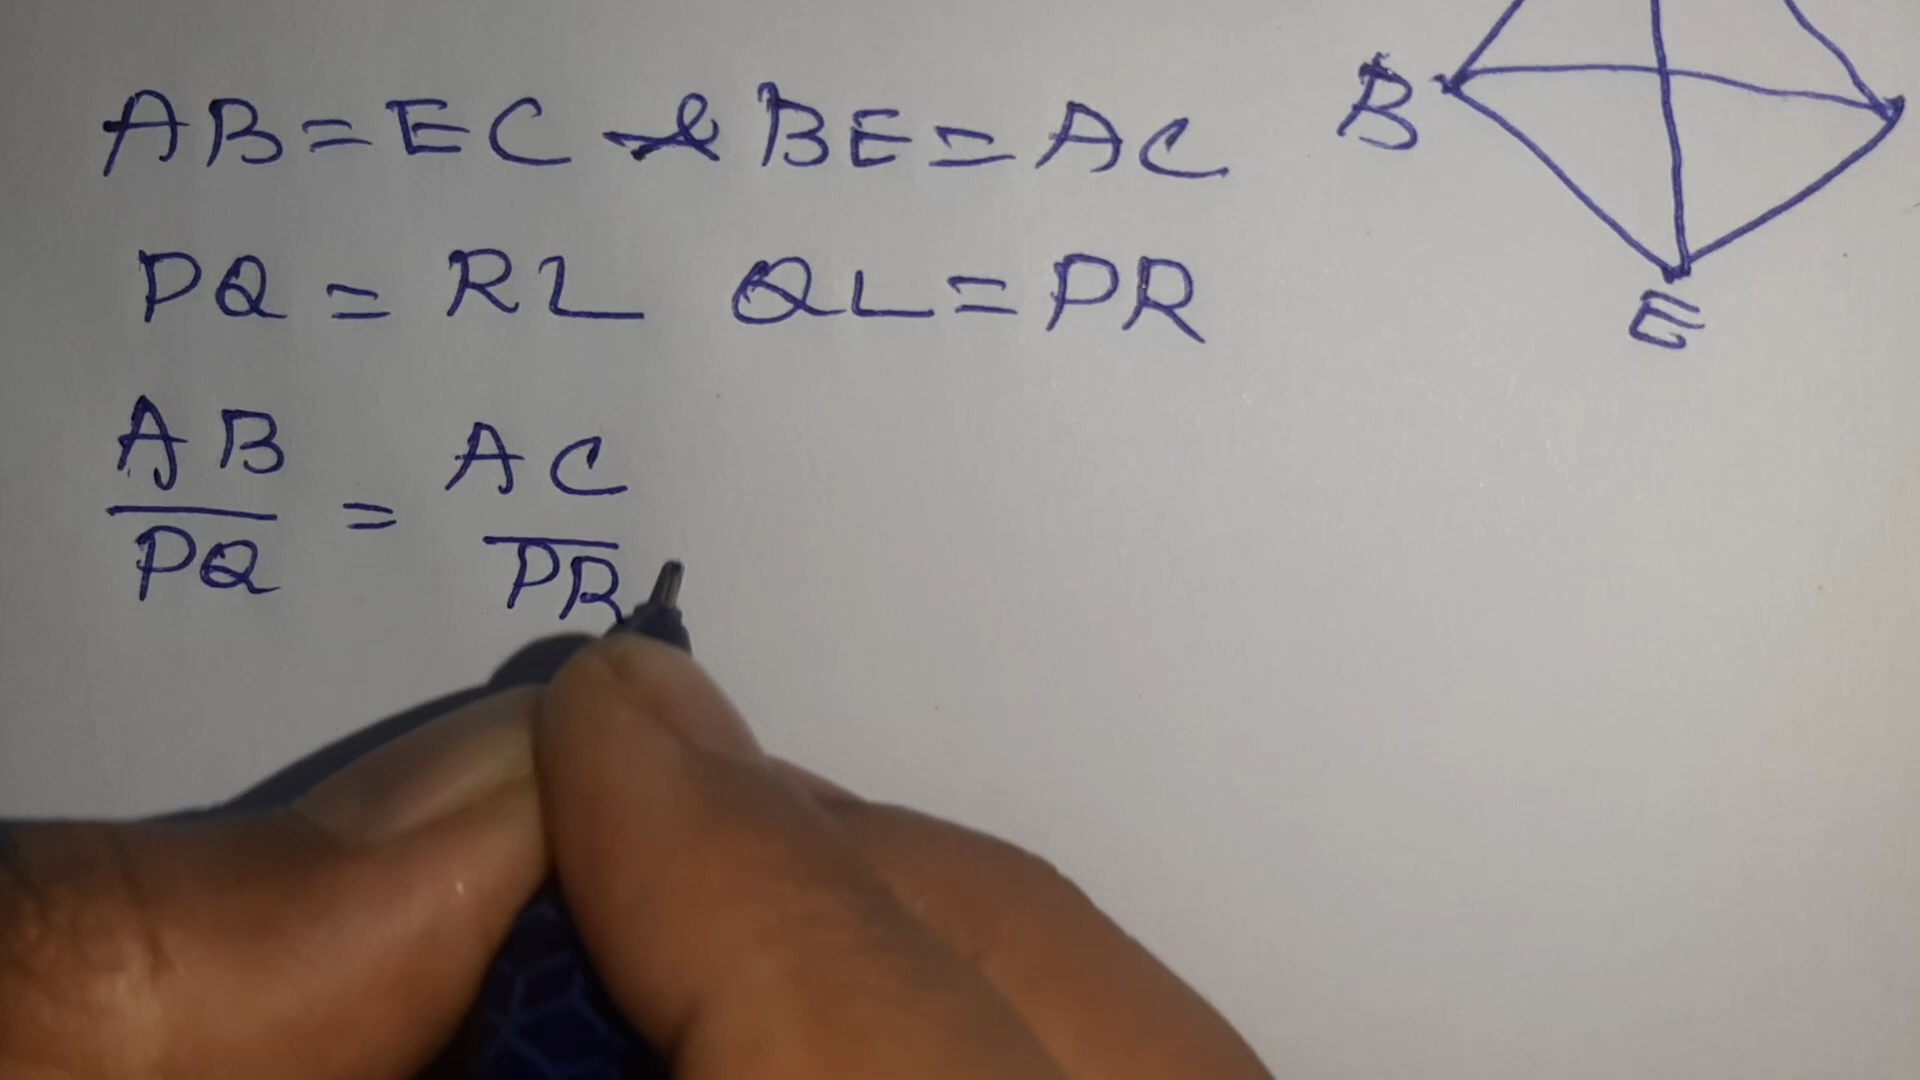 AB = EC & BE = AC
PQ = RL QL = PR
AB/PQ = AC/PR
B
E